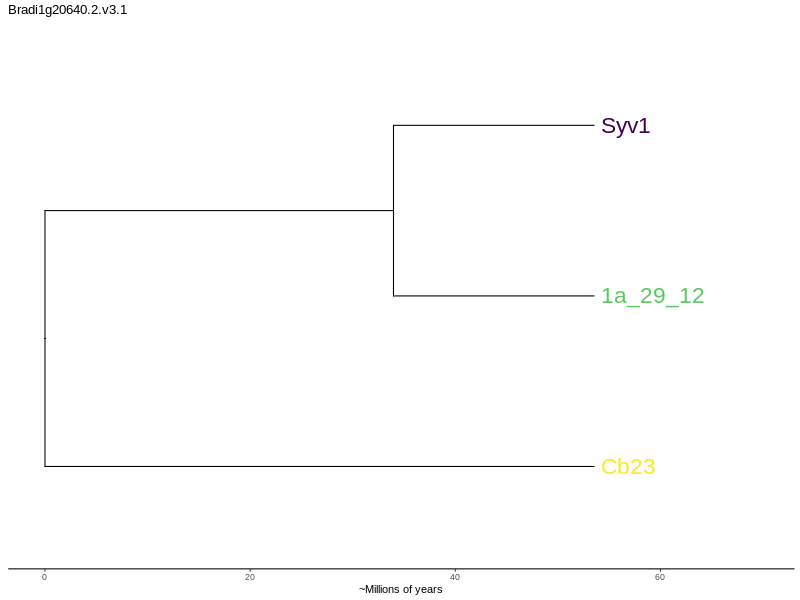 Bradi1g20640.2.v3.1
Syv1
1a_29_12
Cb23
0 20 40 60
~Millions of years